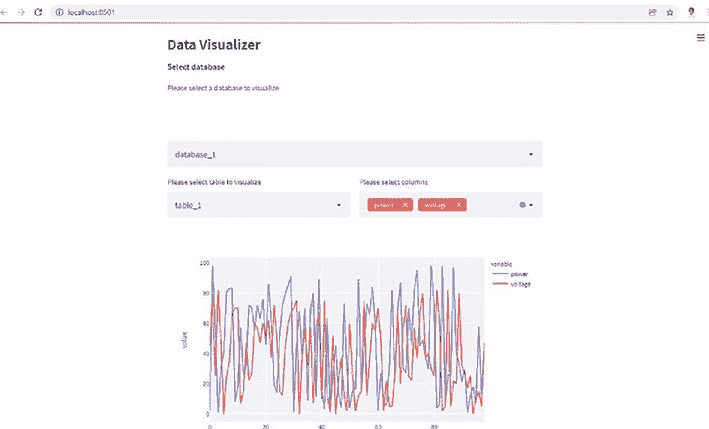 localhost:8501
Data Visualizer
Select database
Please select a database to visualize
database_1
Please select table to visualize
Please select columns
table_1
power
voltage
100
80
60
40
20
0
value
variable
power
voltage
0
20
40
60
80